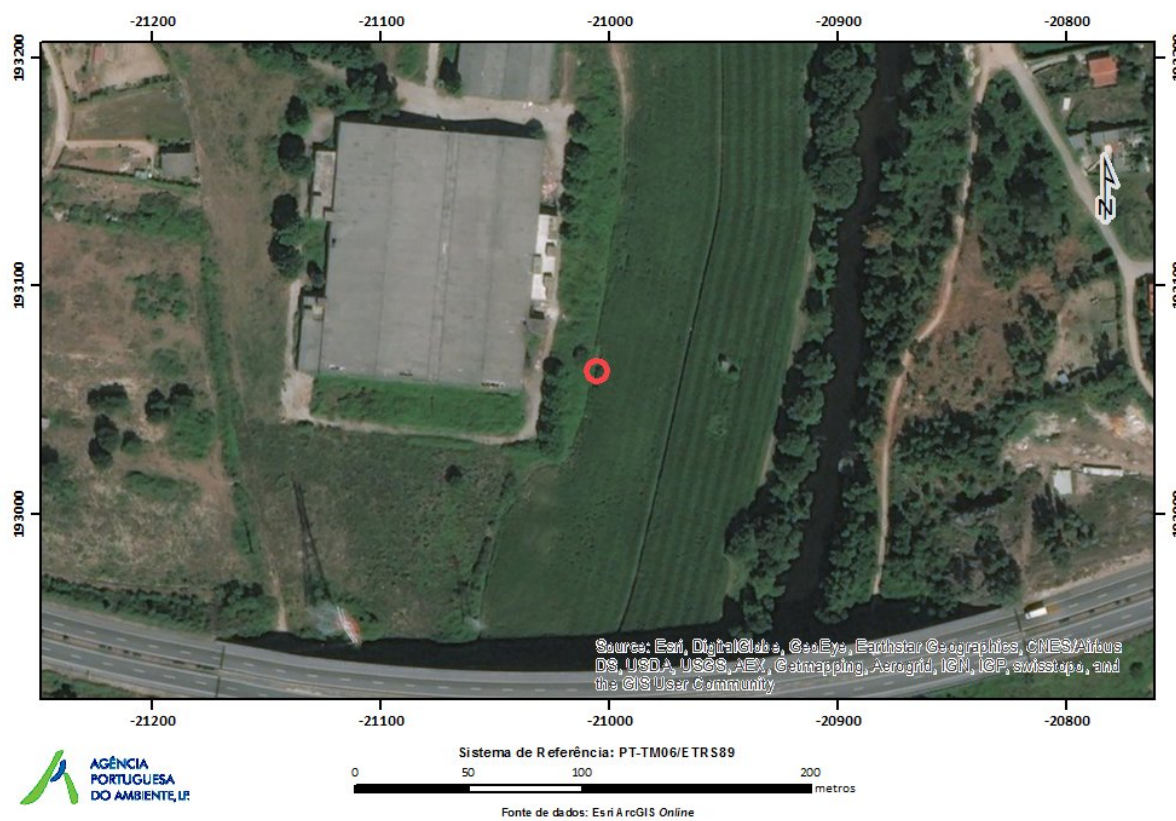 -21200 -21100 -21000 -20900 -20800
193200
193100
193000
N
Source: Esri, DigitalGlobe, GeoEye, Earthstar Geographics, CNES/Airbus
DS, USDA, USGS, AEX, Getmapping, Aerogrid, IGN, IGP, swisstopo, and
the GIS User Community
-21200 -21100 -21000 -20900 -20800
AGÊNCIA
PORTUGUESA
DO AMBIENTE, I.P.
Sistema de Referência: PT-TM06/ETRS89
0 50 100 200
metros
Fonte de dados: Esri ArcGIS Online